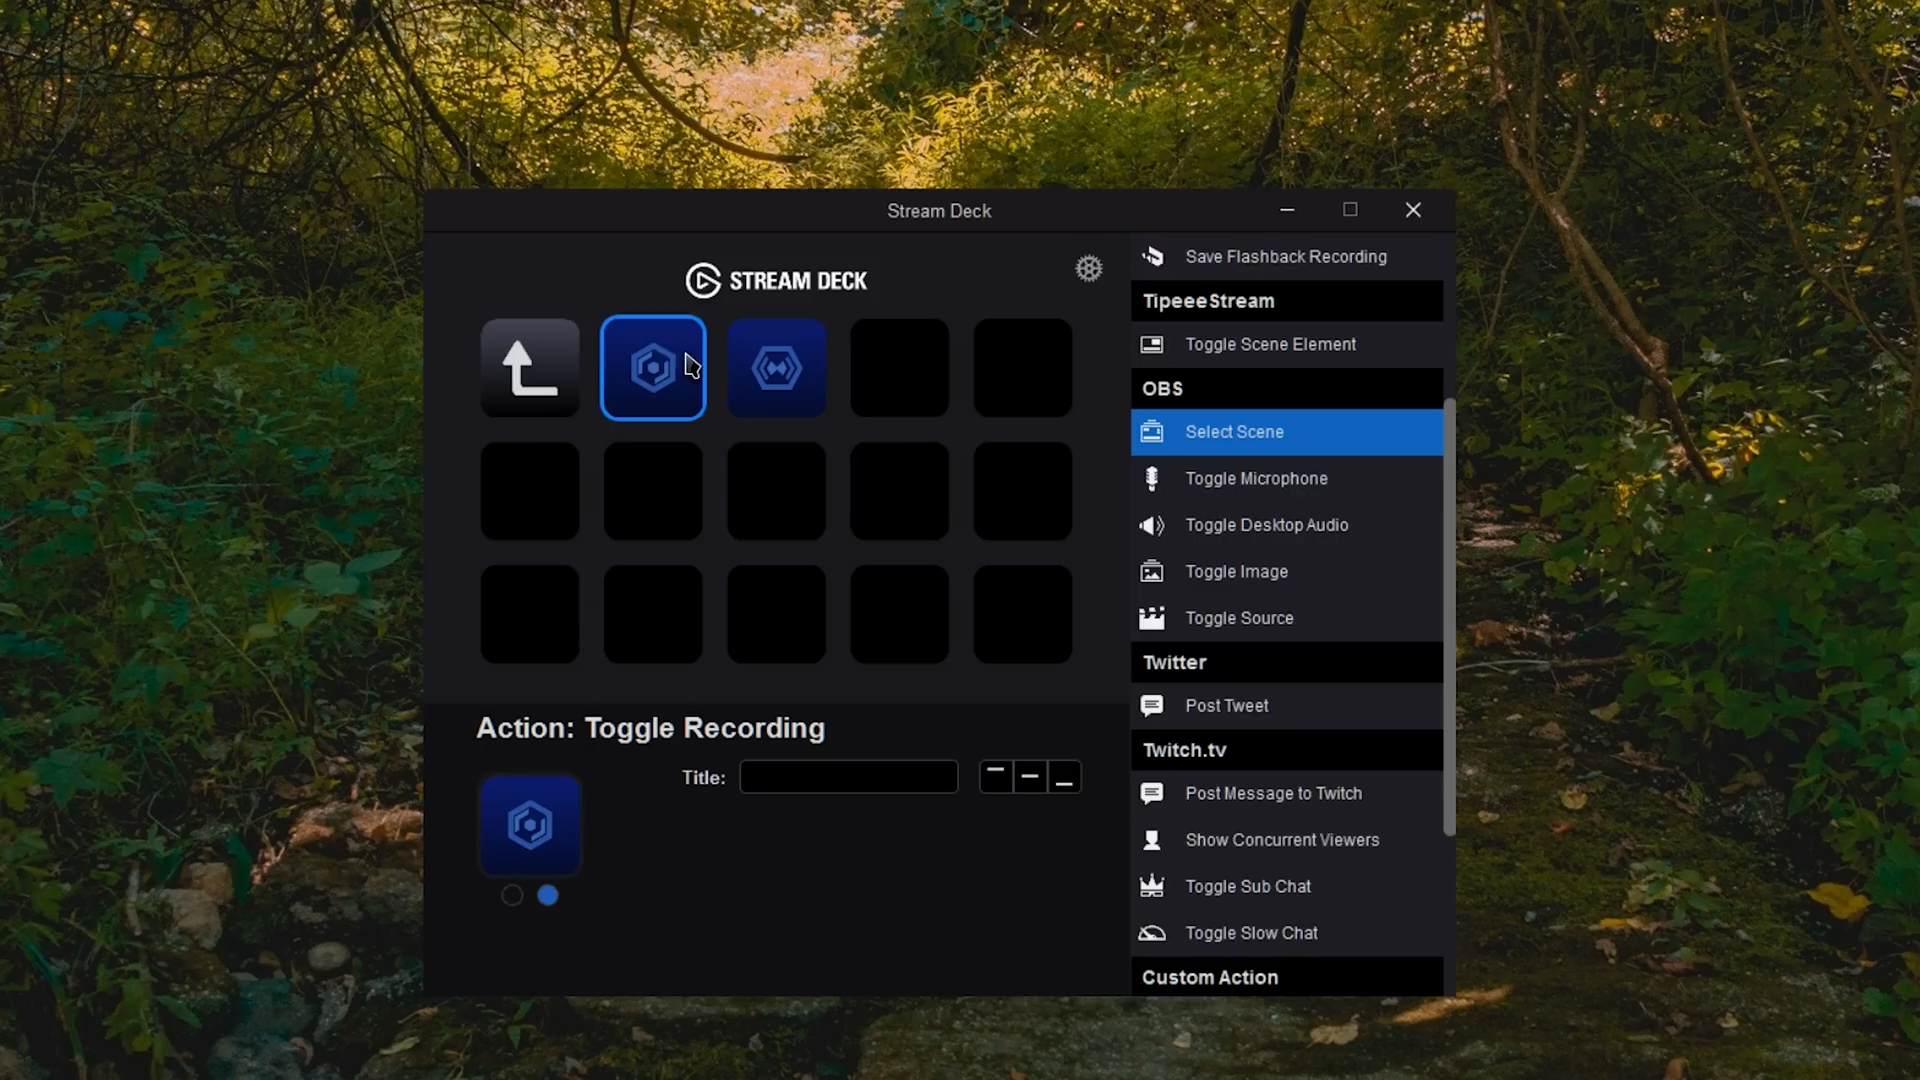 Stream Deck
STREAM DECK
Save Flashback Recording
TipeeeStream
Toggle Scene Element
OBS
Select Scene
Toggle Microphone
Toggle Desktop Audio
Toggle Image
Toggle Source
Twitter
Post Tweet
Twitch.tv
Post Message to Twitch
Show Concurrent Viewers
Toggle Sub Chat
Toggle Slow Chat
Custom Action
Action: Toggle Recording
Title: